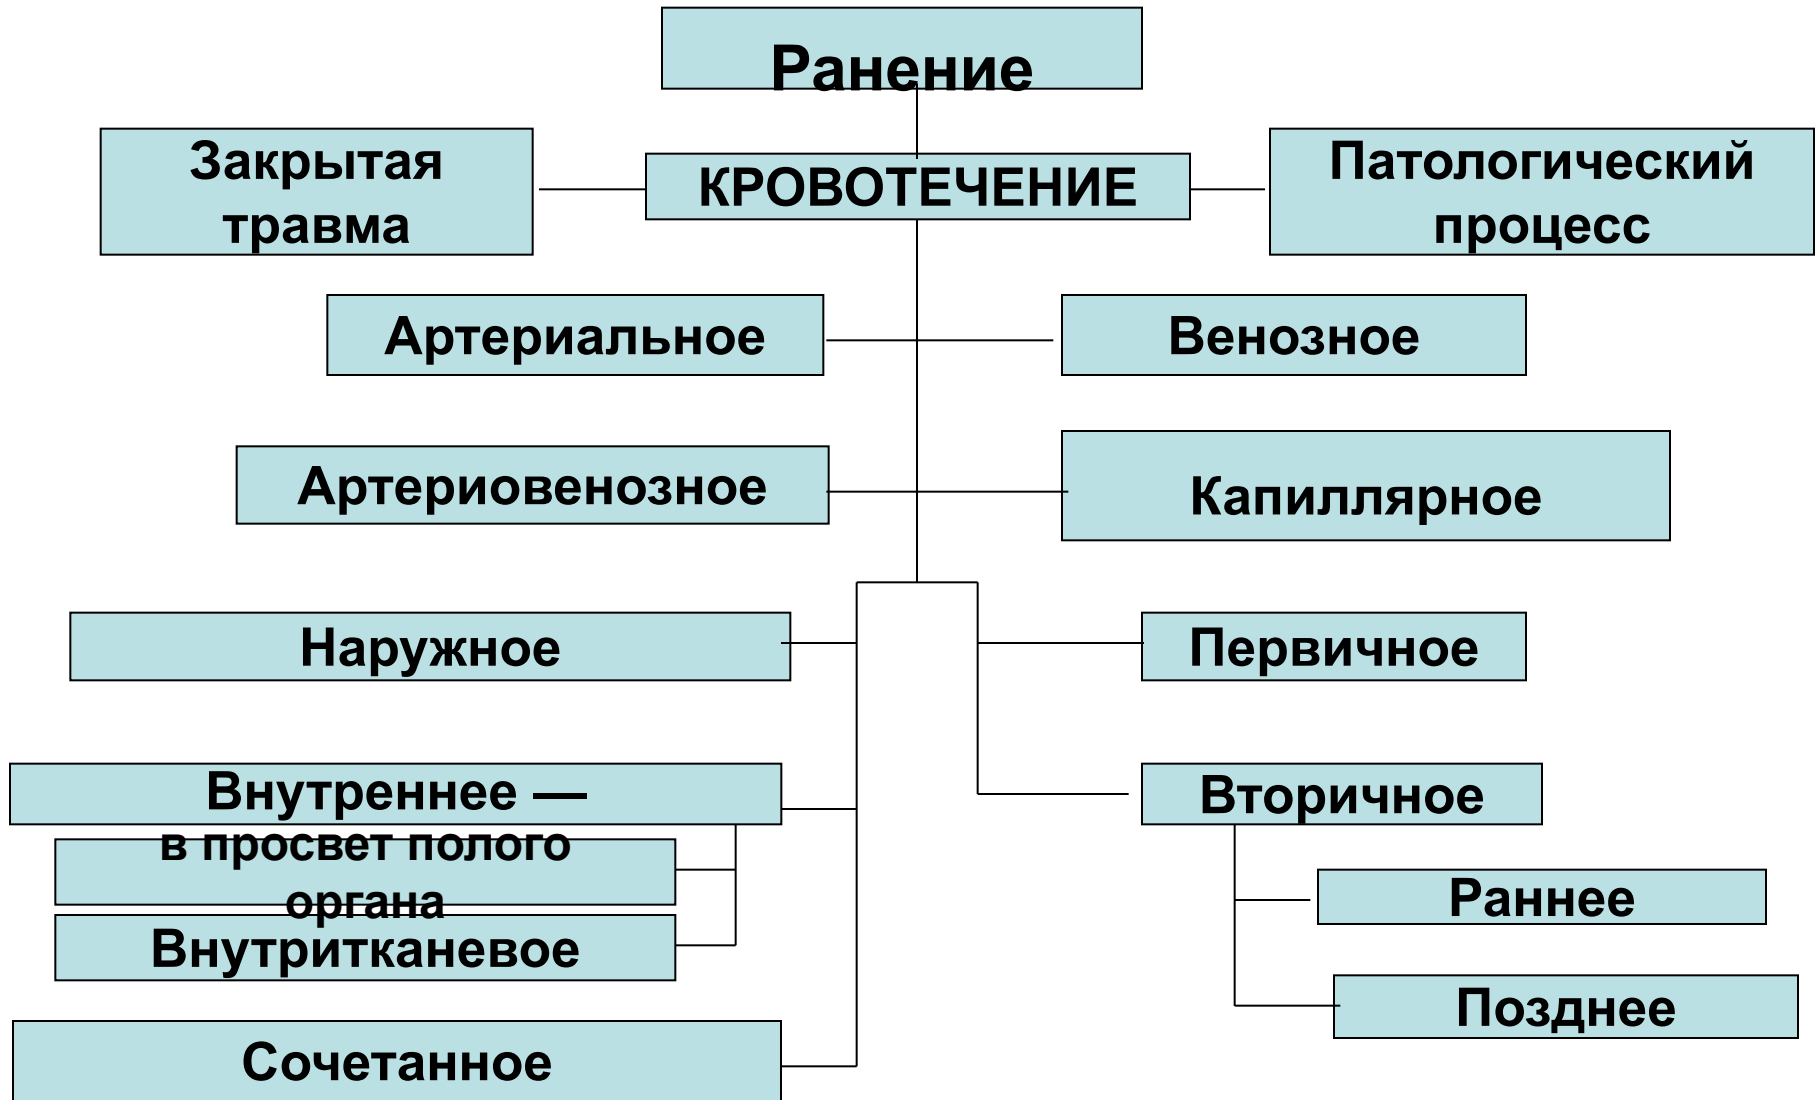 Ранение
Закрытая
травма
КРОВОТЕЧЕНИЕ
Патологический
процесс
Артериальное
Венозное
Артериовенозное
Капиллярное
Наружное
Первичное
Внутреннее —
в просвет полого
органа
Внутритканевое
Сочетанное
Вторичное
Раннее
Позднее